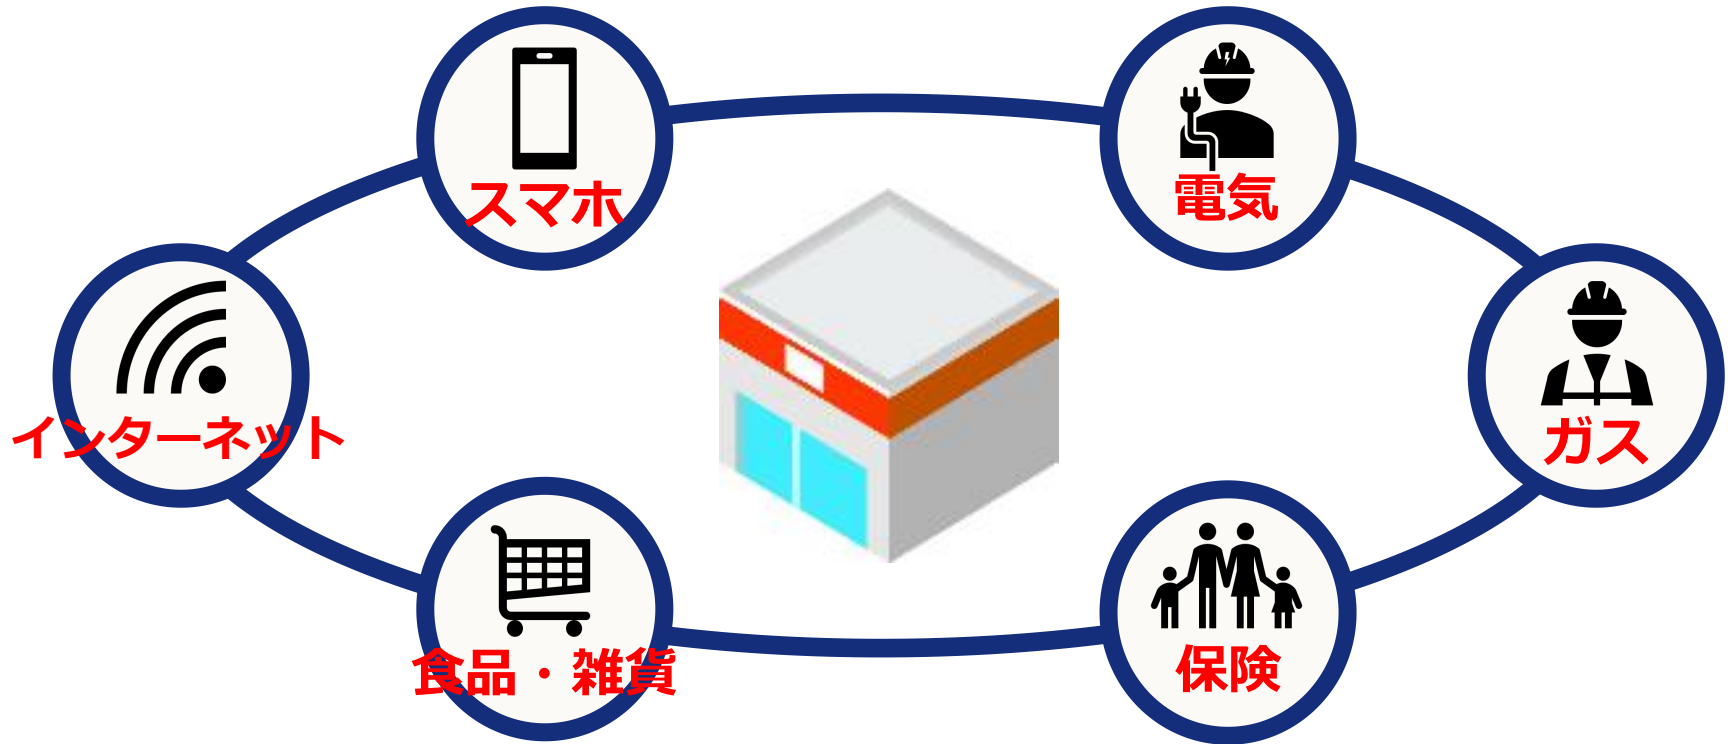 スマホ
電気
インターネット
ガス
食品・雑貨
保険